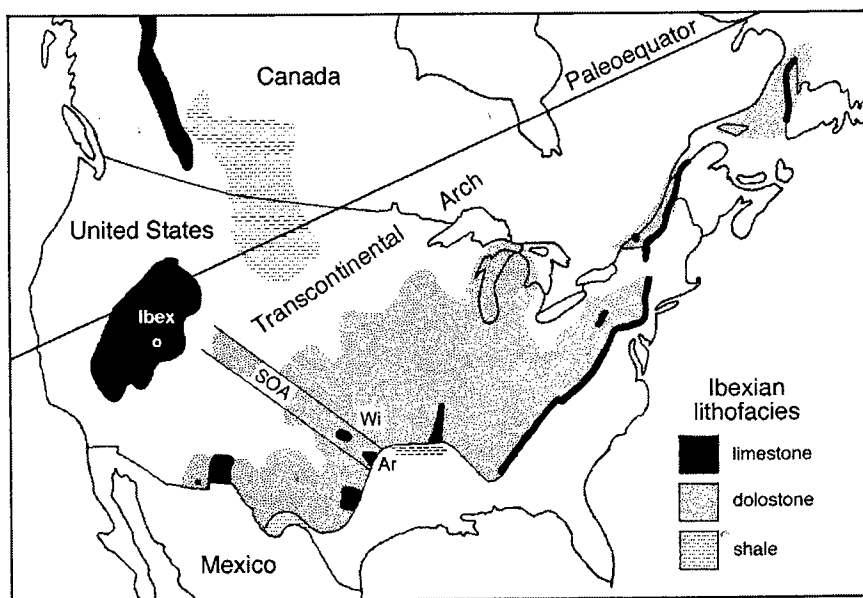 Canada
Paleoequator
United States
Arch
Transcontinental
Ibex
SOA
Wi
Ar
Mexico
Ibexian
lithofacies
limestone
dolostone
shale